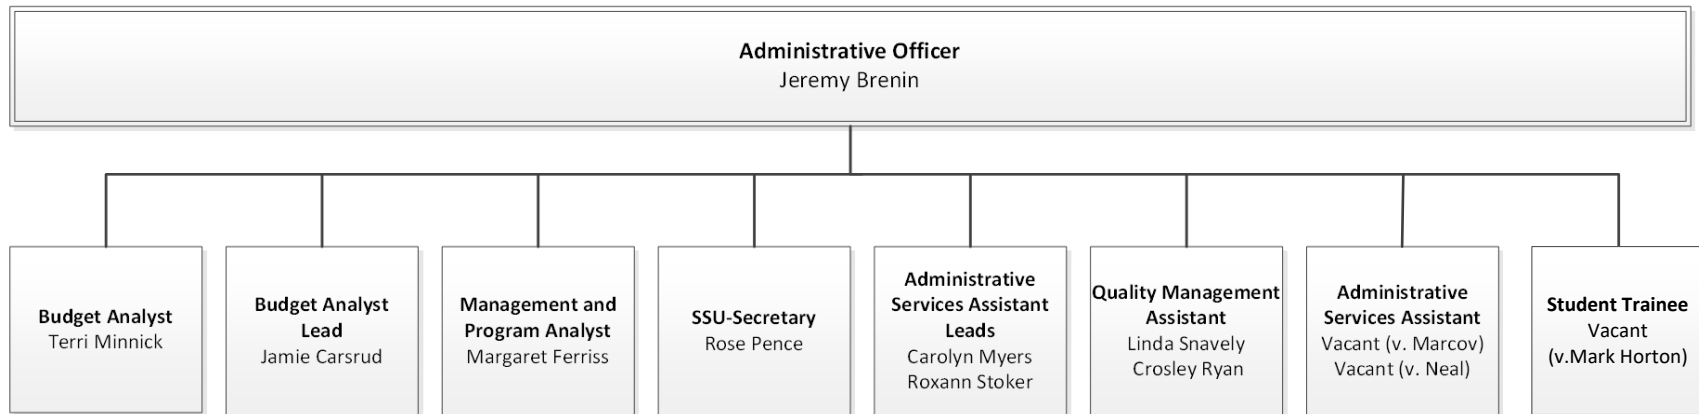 Administrative Officer
Jeremy Brenin
Budget Analyst
Terri Minnick
Budget Analyst
Lead
Jamie Carsrud
Management and
Program Analyst
Margaret Ferriss
SSU-Secretary
Rose Pence
Administrative
Services Assistant
Leads
Carolyn Myers
Roxann Stoker
Quality Management
Assistant
Linda Snavely
Crosley Ryan
Administrative
Services Assistant
Vacant (v. Marcov)
Vacant (v. Neal)
Student Trainee
Vacant
(v.Mark Horton)